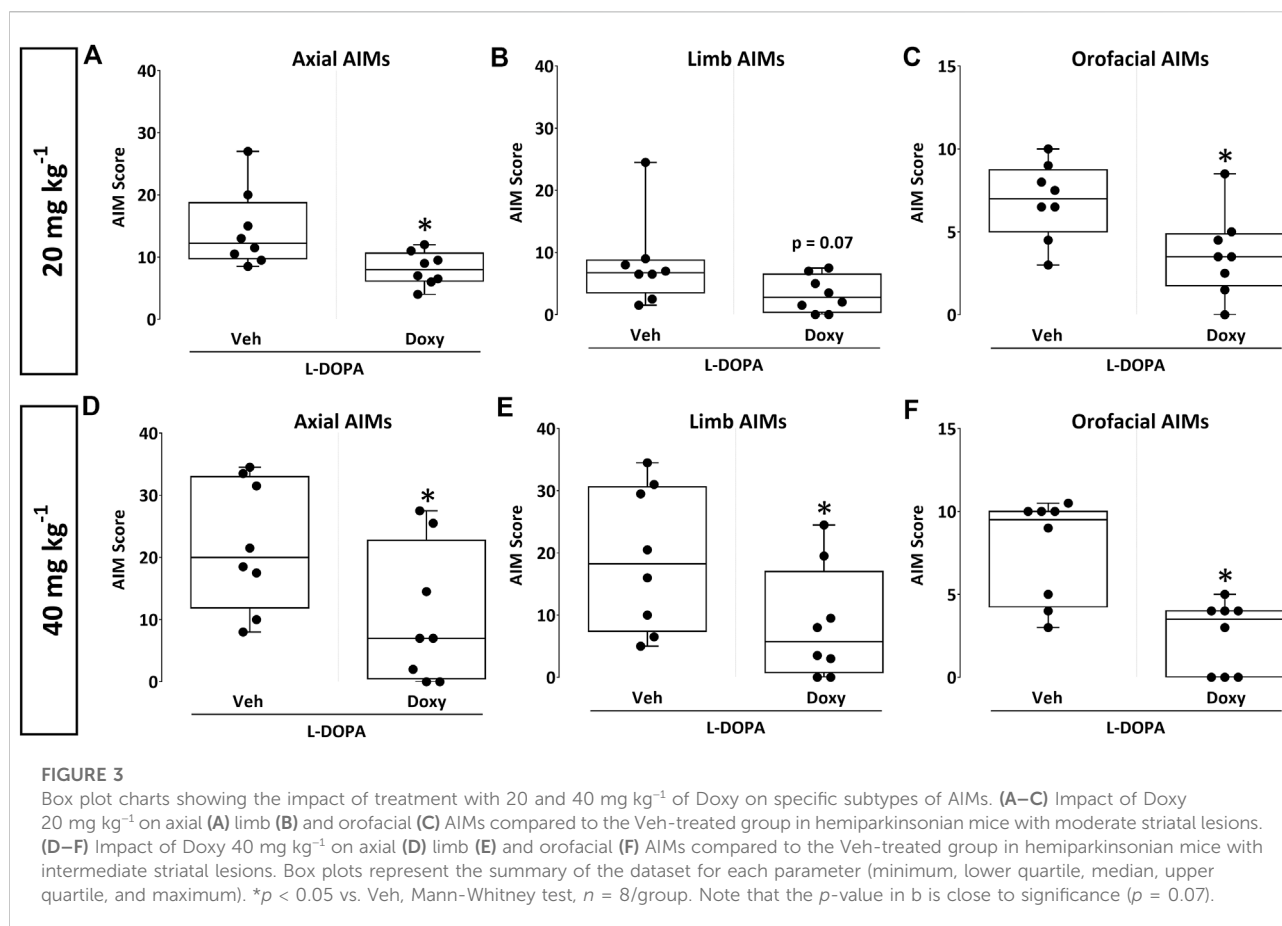 20 mg kg⁻¹
A
Axial AIMs
AIM Score
40
30
20
10
0
*
Veh
Doxy
L-DOPA
B
Limb AIMs
AIM Score
40
30
20
10
0
p = 0.07
Veh
Doxy
L-DOPA
C
Orofacial AIMs
AIM Score
15
10
5
0
*
Veh
Doxy
L-DOPA
40 mg kg⁻¹
D
Axial AIMs
AIM Score
40
30
20
10
0
*
Veh
Doxy
L-DOPA
E
Limb AIMs
AIM Score
40
30
20
10
0
*
Veh
Doxy
L-DOPA
F
Orofacial AIMs
AIM Score
15
10
5
0
*
Veh
Doxy
L-DOPA
FIGURE 3
Box plot charts showing the impact of treatment with 20 and 40 mg kg⁻¹ of Doxy on specific subtypes of AIMs. (A–C) Impact of Doxy
20 mg kg⁻¹ on axial (A) limb (B) and orofacial (C) AIMs compared to the Veh-treated group in hemiparkinsonian mice with moderate striatal lesions.
(D–F) Impact of Doxy 40 mg kg⁻¹ on axial (D) limb (E) and orofacial (F) AIMs compared to the Veh-treated group in hemiparkinsonian mice with
intermediate striatal lesions. Box plots represent the summary of the dataset for each parameter (minimum, lower quartile, median, upper
quartile, and maximum). *p < 0.05 vs. Veh, Mann-Whitney test, n = 8/group. Note that the p-value in b is close to significance (p = 0.07).